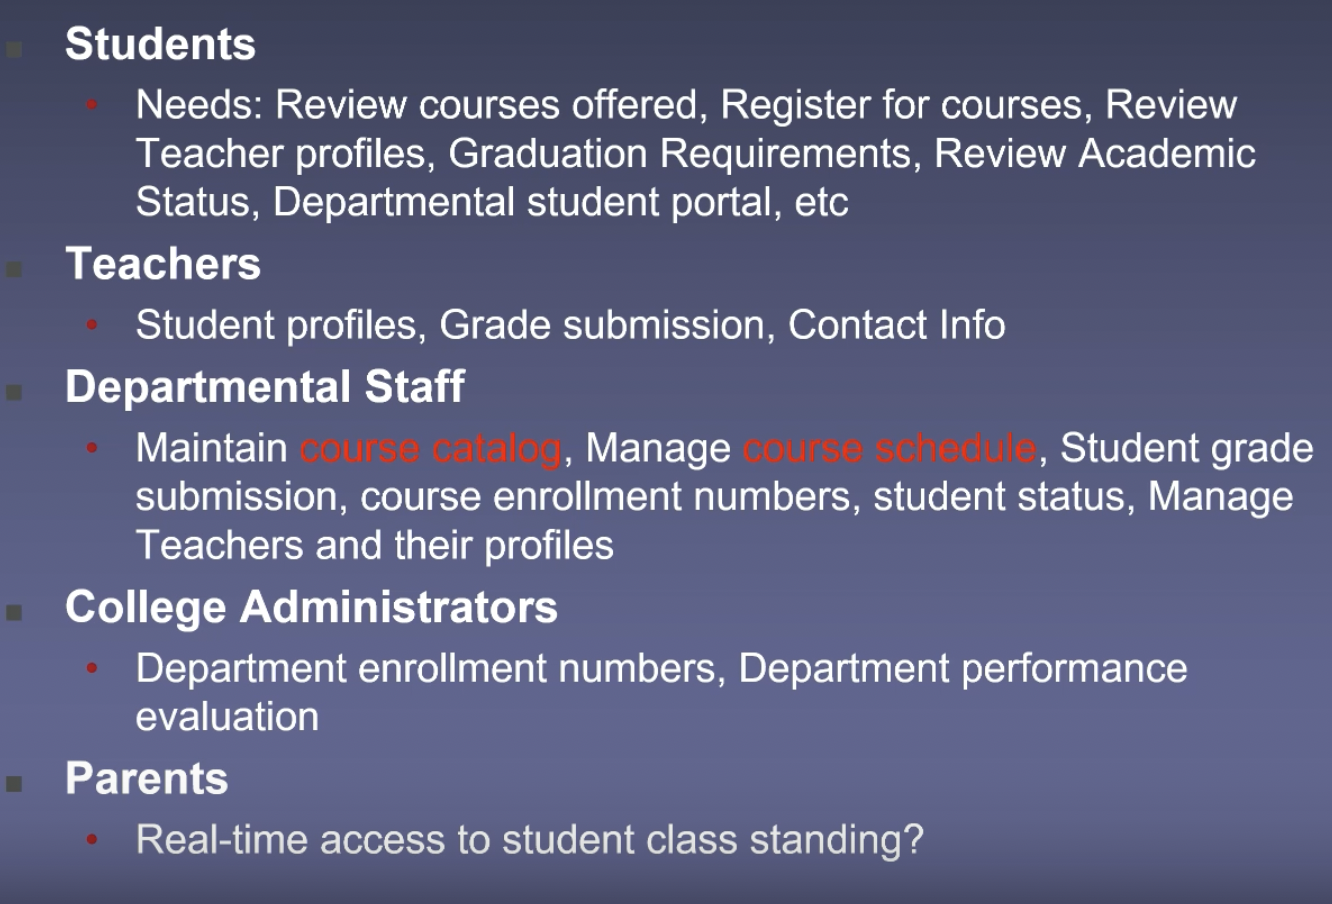 Students
Needs: Review courses offered, Register for courses, Review
Teacher profiles, Graduation Requirements, Review Academic
Status, Departmental student portal, etc
Teachers
Student profiles, Grade submission, Contact Info
Departmental Staff
Maintain course catalog, Manage course schedule, Student grade
submission, course enrollment numbers, student status, Manage
Teachers and their profiles
College Administrators
Department enrollment numbers, Department performance
evaluation
Parents
Real-time access to student class standing?